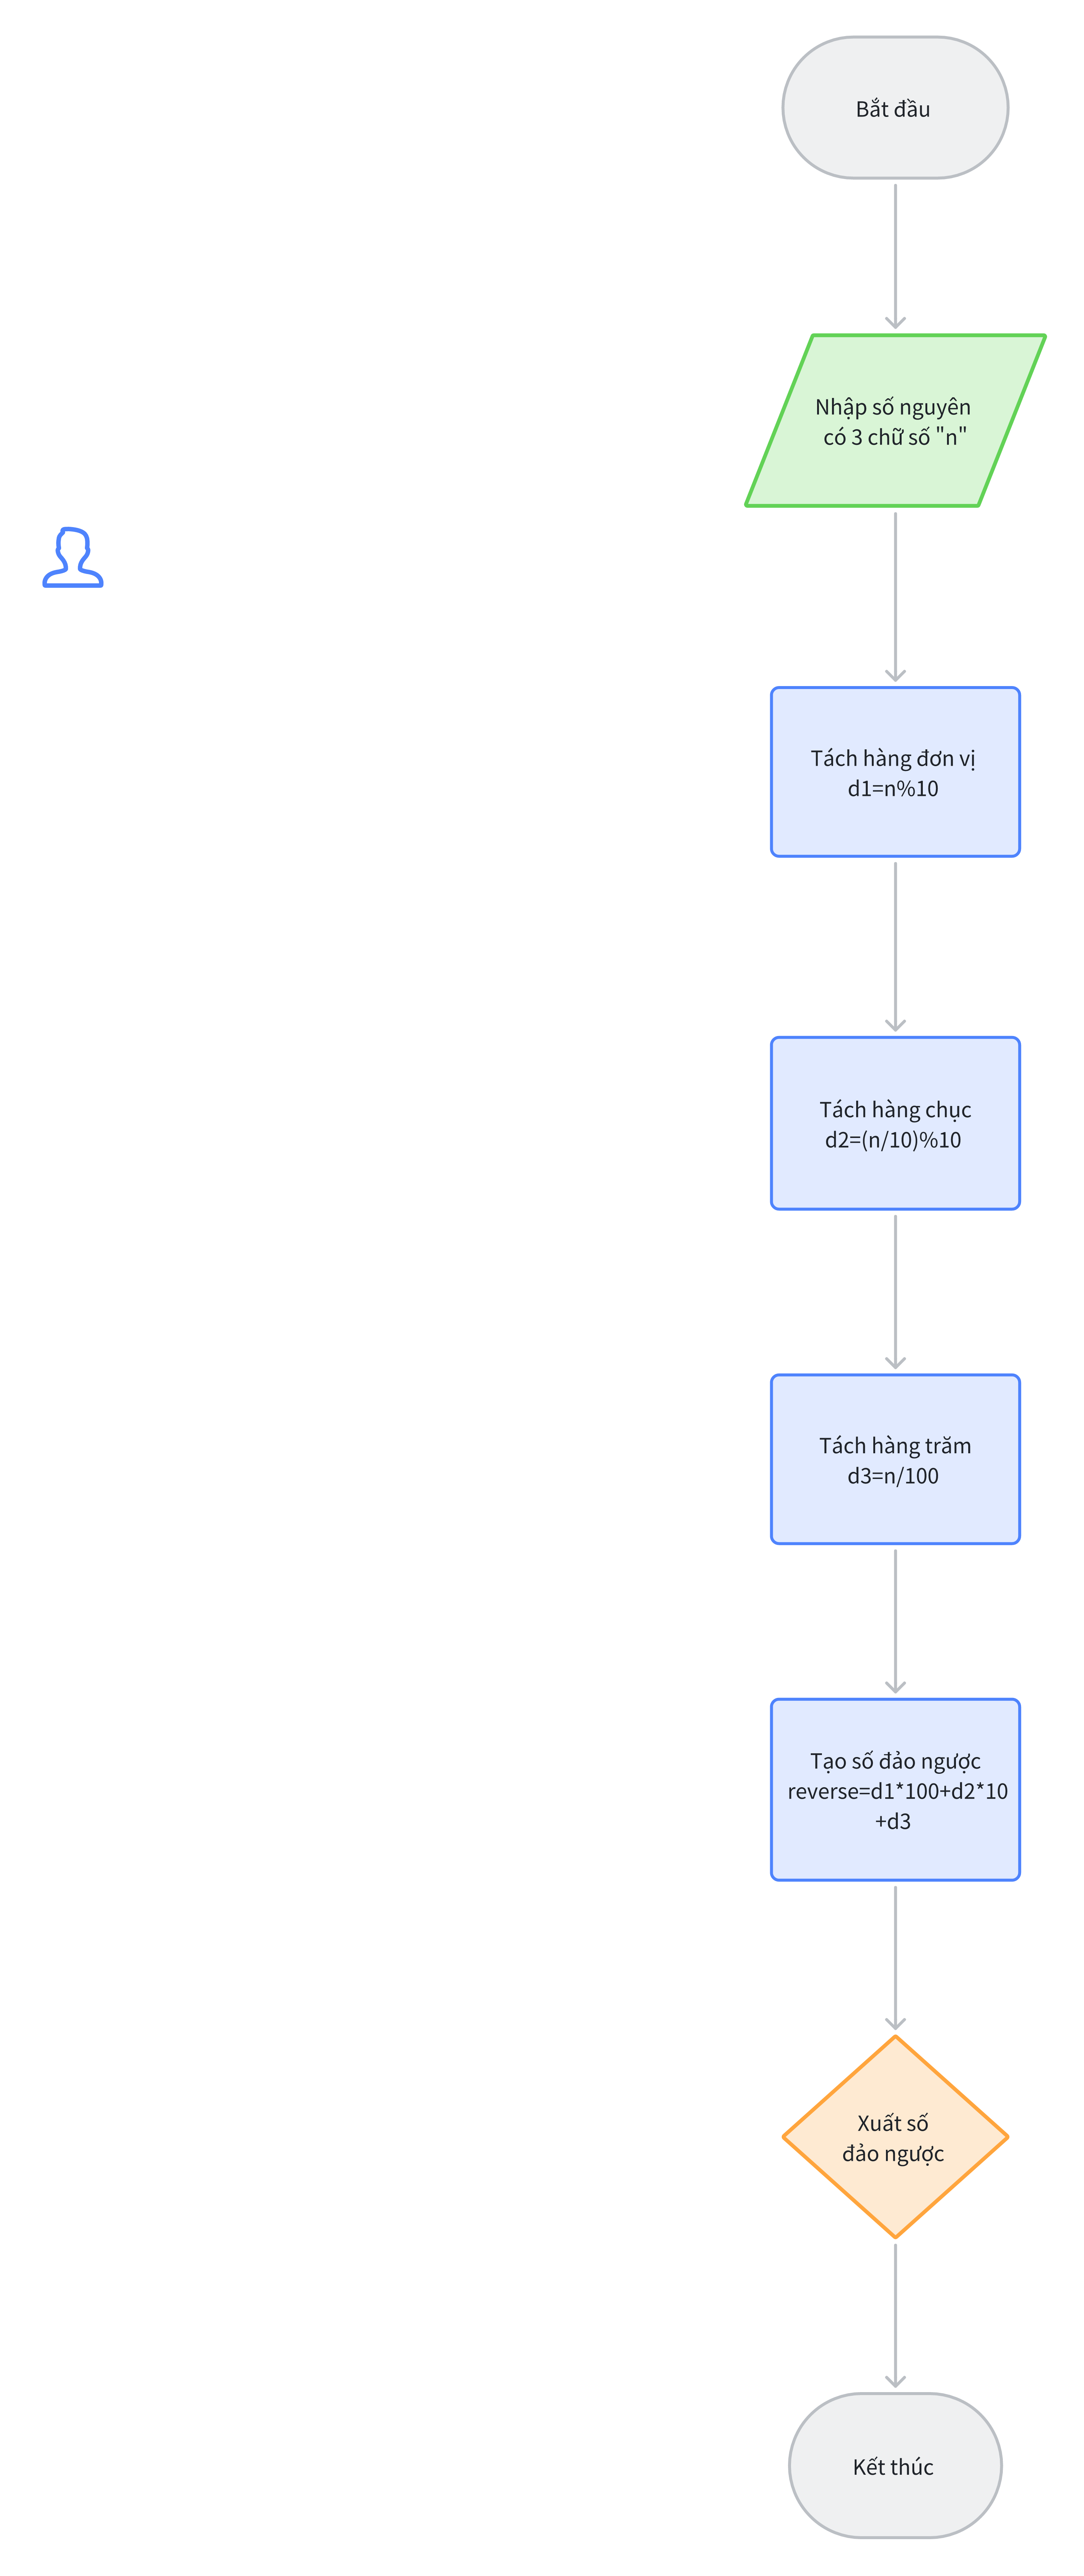 Bắt đầu
Nhập số nguyên
có 3 chữ số "n"
Tách hàng đơn vị
d1=n%10
Tách hàng chục
d2=(n/10)%10
Tách hàng trăm
d3=n/100
Tạo số đảo ngược
reverse=d1*100+d2*10
+d3
Xuất số
đảo ngược
Kết thúc